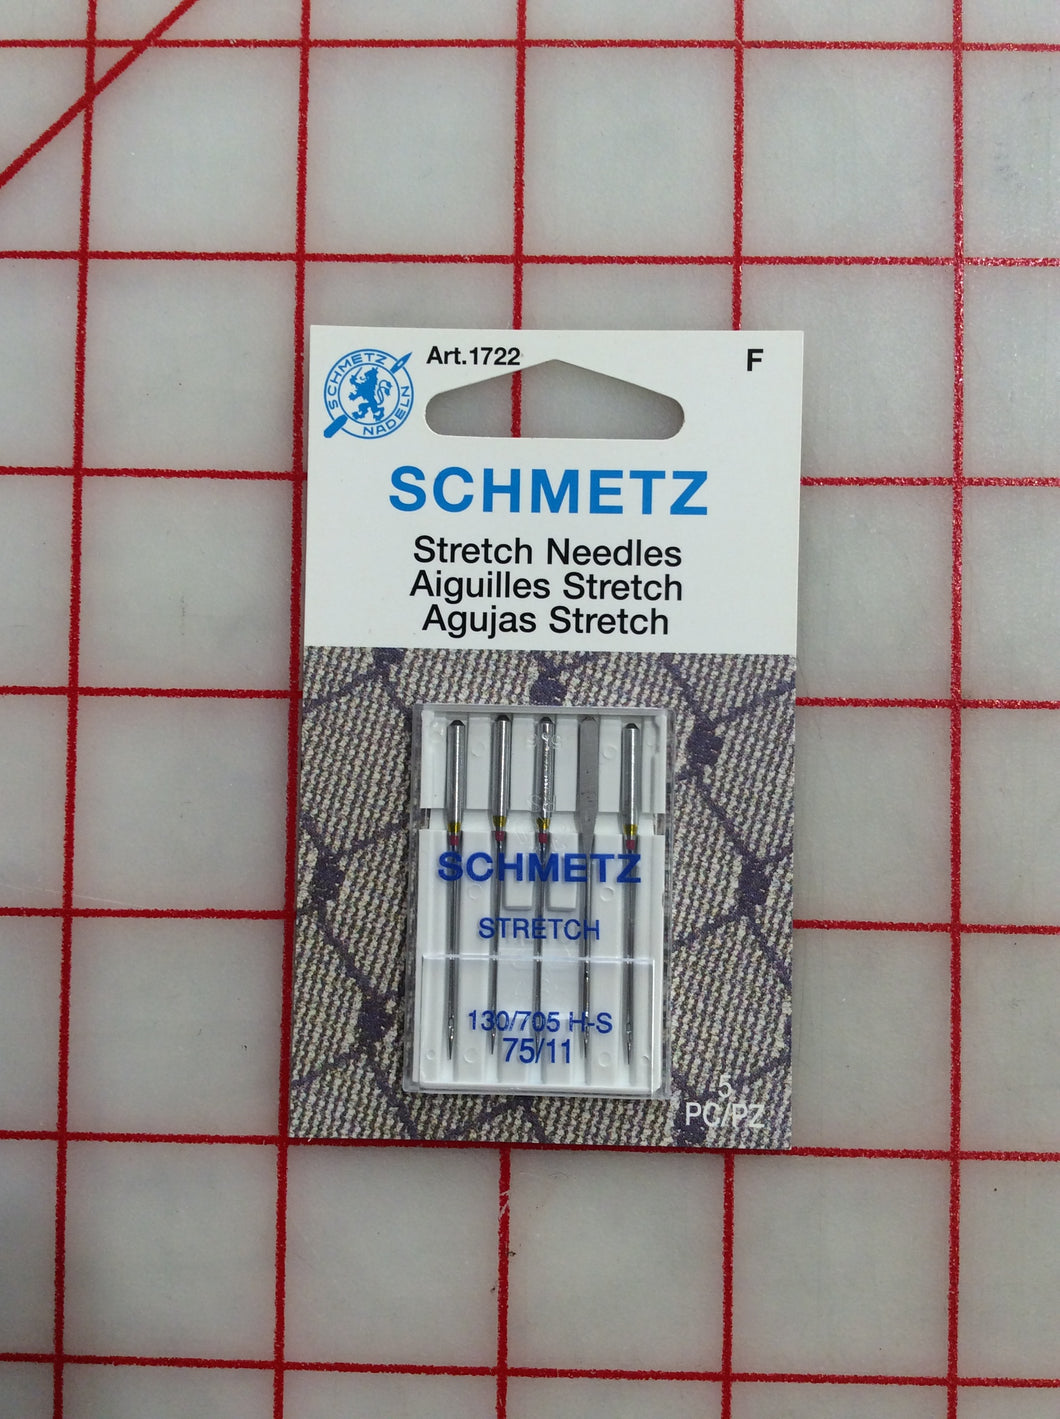 Art.1722
F
SCHMETZ
NADELN
SCHMETZ
Stretch Needles
Aiguilles Stretch
Agujas Stretch
SCHMETZ
STRETCH
130/705 H-S
75/11
5
PC/PZ